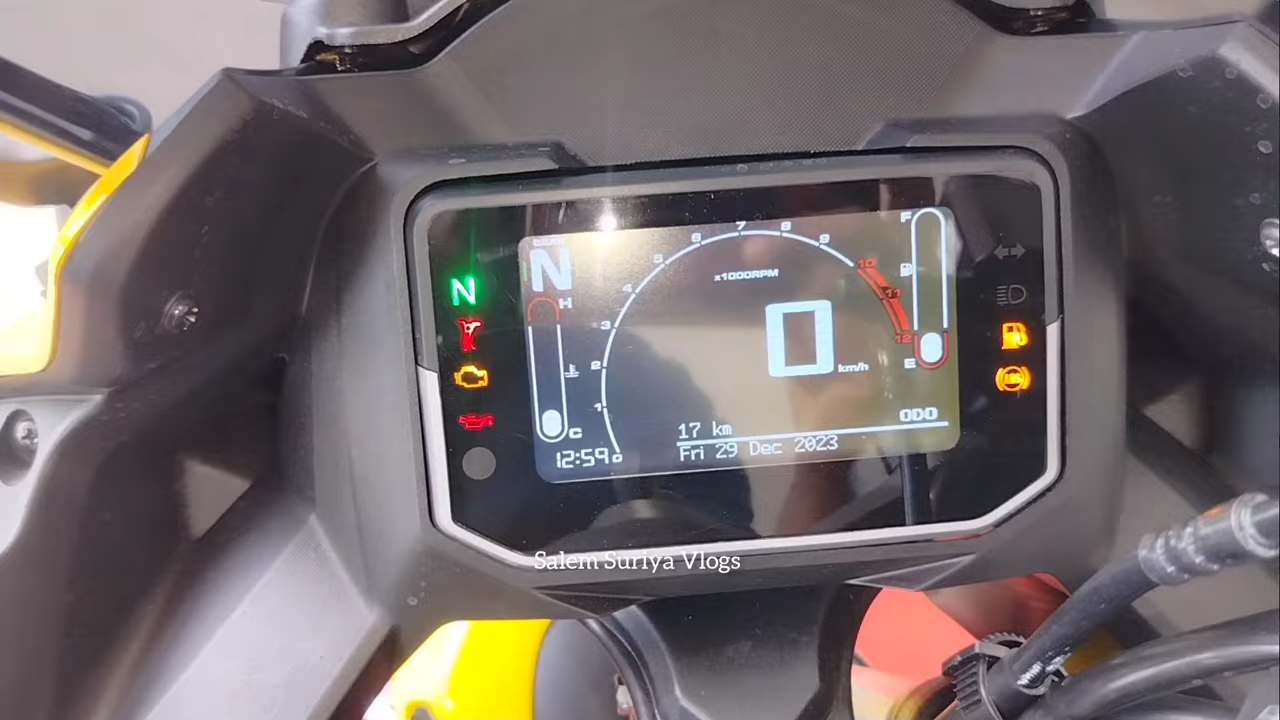 N
N
H
C
12:59
1
2
3
4
5
6
7
8
9
10
11
12
x1000RPM
0
km/h
F
E
ABS
ODO
17 km
Fri 29 Dec 2023
Salem Suriya Vlogs